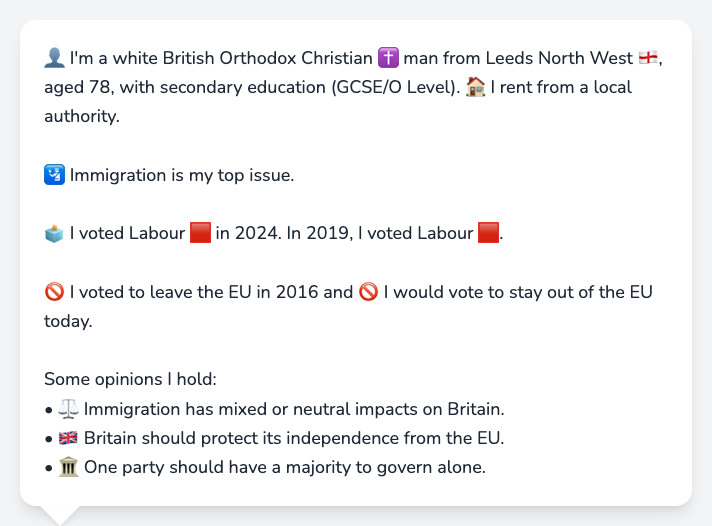 👤 I'm a white British Orthodox Christian ✝️ man from Leeds North West 🏴󠁧󠁢󠁥󠁮󠁧󠁿,
aged 78, with secondary education (GCSE/O Level). 🏠 I rent from a local
authority.
🛂 Immigration is my top issue.
🗳️ I voted Labour 🟥 in 2024. In 2019, I voted Labour 🟥.
🚫 I voted to leave the EU in 2016 and 🚫 I would vote to stay out of the EU
today.
Some opinions I hold:
• ⚖️ Immigration has mixed or neutral impacts on Britain.
• 🇬🇧 Britain should protect its independence from the EU.
• 🏛️ One party should have a majority to govern alone.